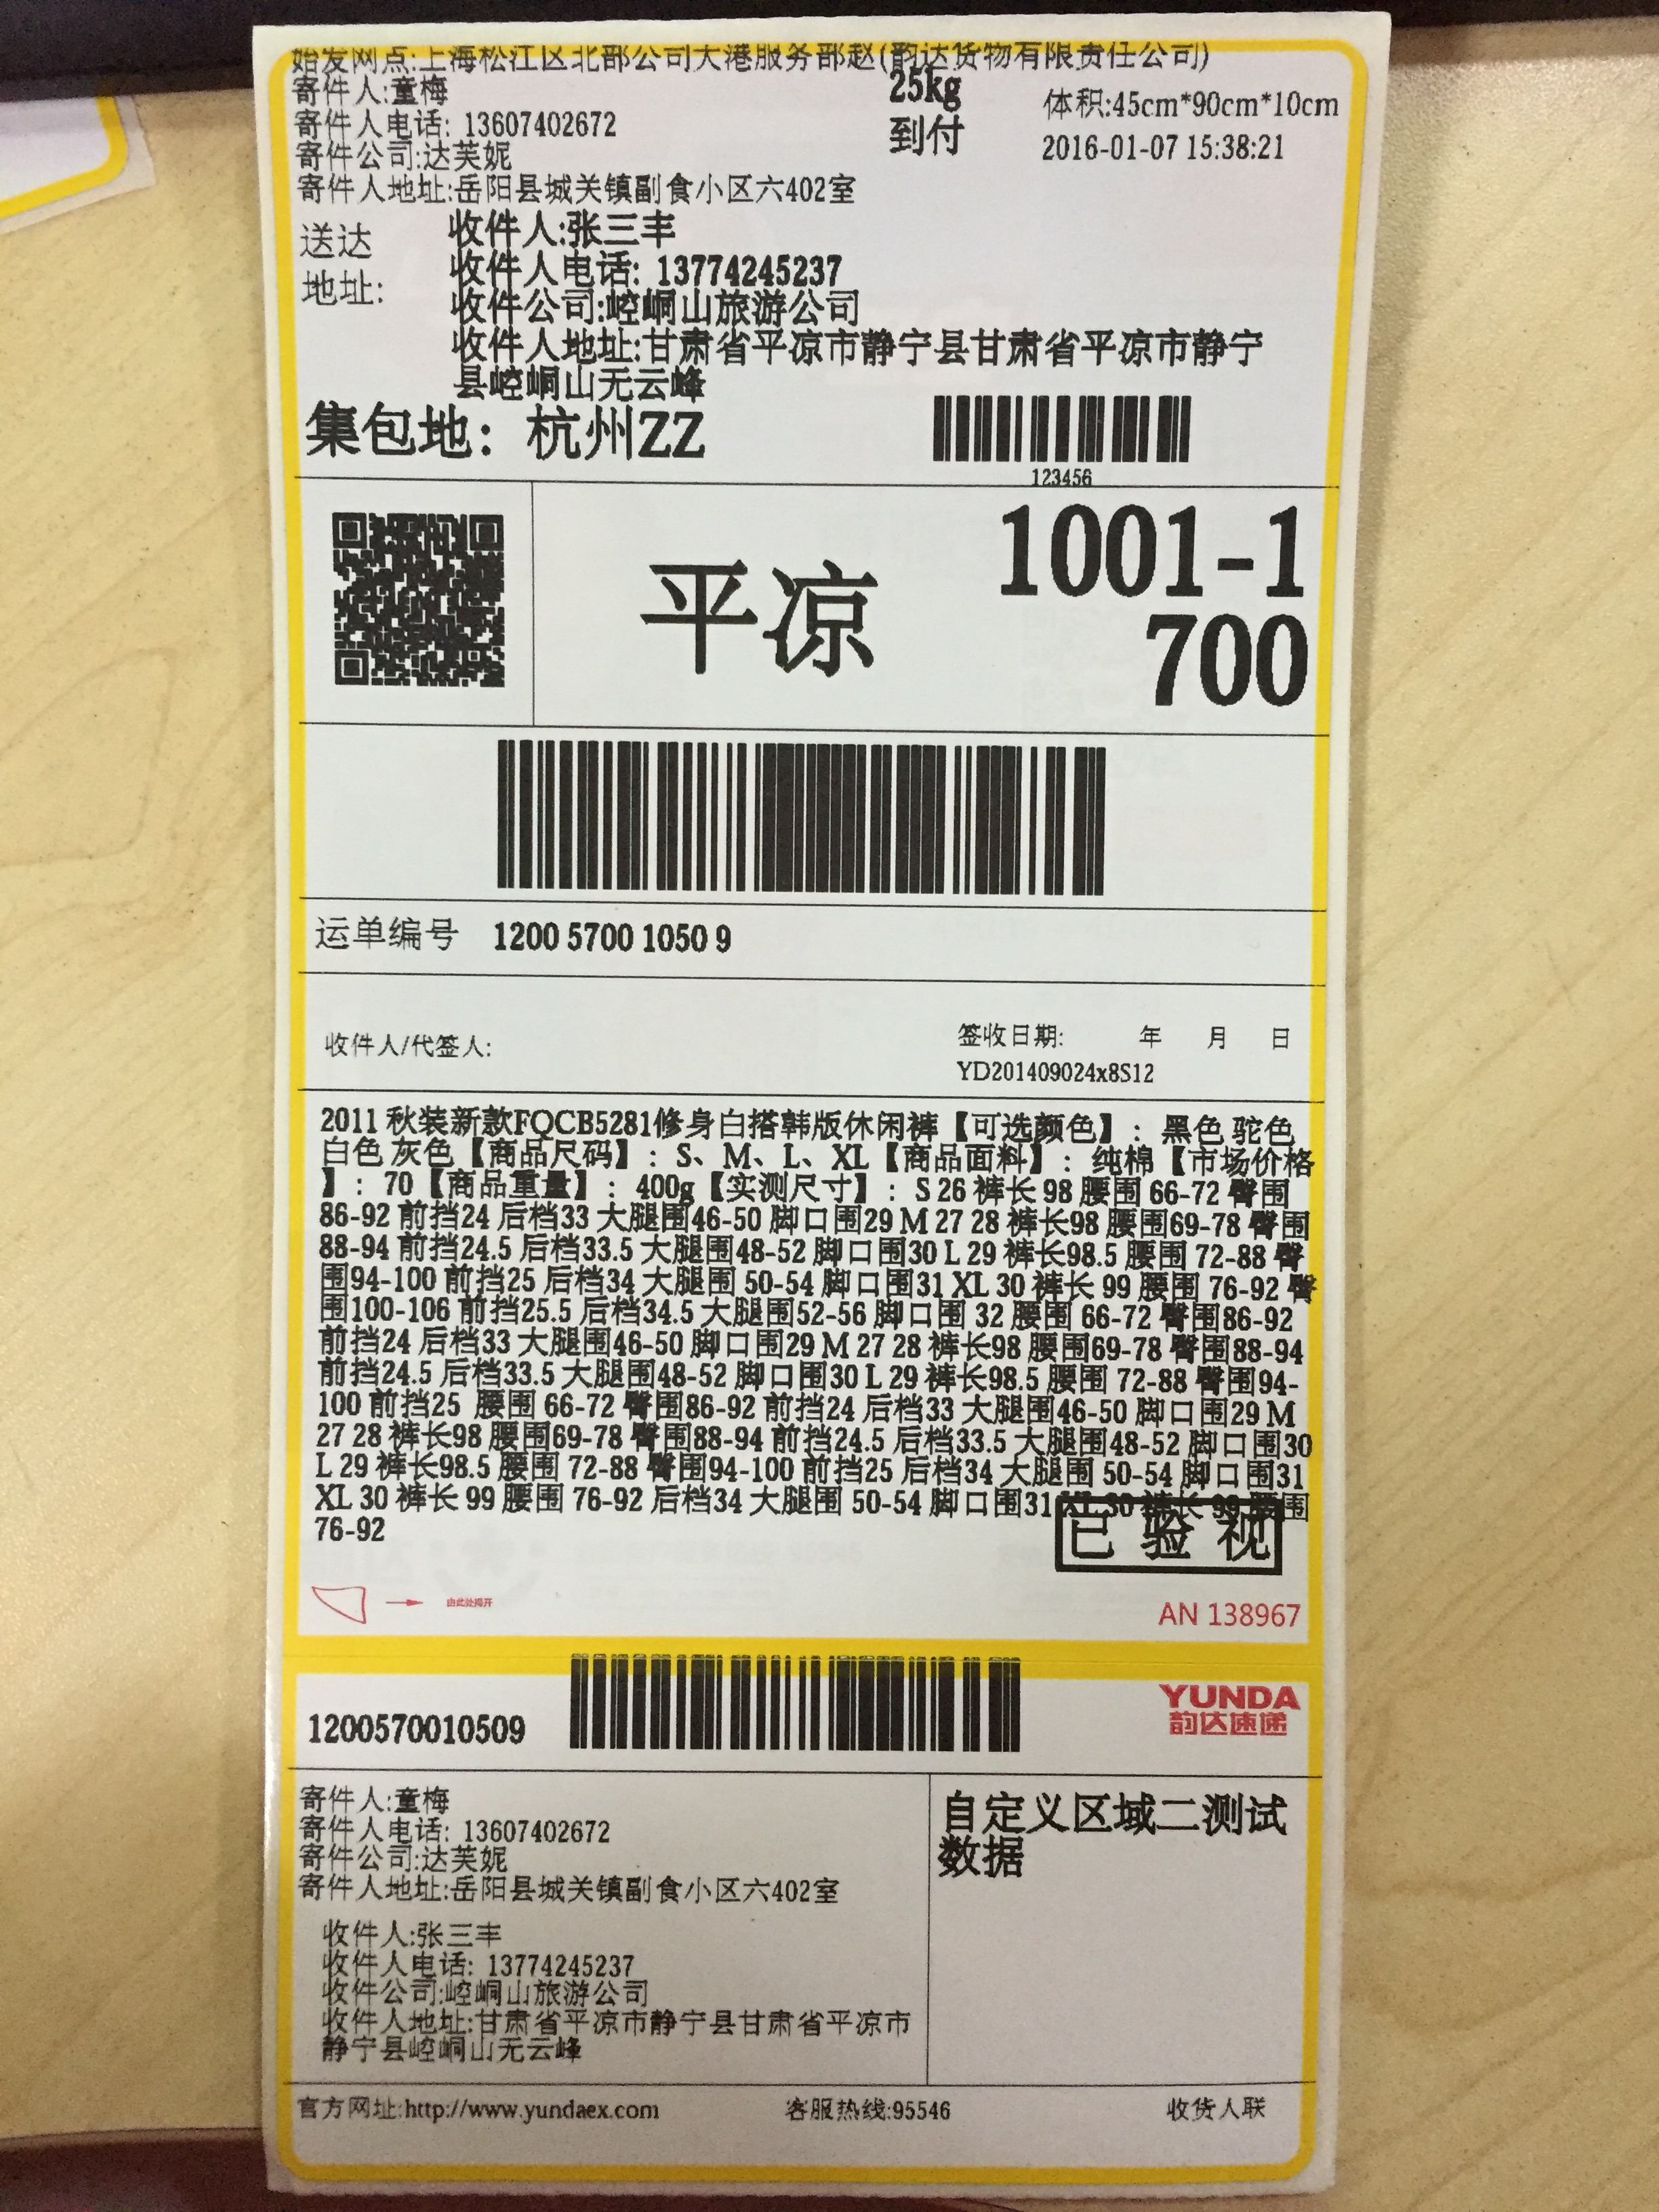 始发网点:上海松江区北部公司大港服务部赵(韵达货物有限责任公司)
寄件人:童梅
25kg
体积:45cm*90cm*10cm
寄件人电话: 13607402672
到付
2016-01-07 15:38:21
寄件公司:达芙妮
寄件人地址:岳阳县城关镇副食小区六402室
送达
地址:
收件人:张三丰
收件人电话: 13774245237
收件公司:崆峒山旅游公司
收件人地址:甘肃省平凉市静宁县甘肃省平凉市静宁
县崆峒山无云峰
集包地: 杭州ZZ
123456
平凉
1001-1
700
运单编号 1200 5700 1050 9
收件人/代签人:
签收日期: 年 月 日
YD201409024x8S12
2011 秋装新款FQCB5281修身白搭韩版休闲裤【可选颜色】: 黑色 驼色
白色 灰色【商品尺码】: S、M、L、XL【商品面料】: 纯棉【市场价格
】: 70【商品重量】: 400g【实测尺寸】: S 26 裤长 98 腰围 66-72 臀围
86-92 前挡24 后档33 大腿围46-50 脚口围29 M 27 28 裤长98 腰围69-78 臀围
88-94 前挡24.5 后档33.5 大腿围48-52 脚口围30 L 29 裤长98.5 腰围 72-88 臀
围94-100 前挡25 后档34 大腿围 50-54 脚口围31 XL 30 裤长 99 腰围 76-92 臀
围100-106 前挡25.5 后档34.5 大腿围52-56 脚口围 32 腰围 66-72 臀围86-92
前挡24 后档33 大腿围46-50 脚口围29 M 27 28 裤长98 腰围69-78 臀围88-94
前挡24.5 后档33.5 大腿围48-52 脚口围30 L 29 裤长98.5 腰围 72-88 臀围94-
100 前挡25 腰围 66-72 臀围86-92 前挡24 后档33 大腿围46-50 脚口围29 M
27 28 裤长98 腰围69-78 臀围88-94 前挡24.5 后档33.5 大腿围48-52 脚口围30
L 29 裤长98.5 腰围 72-88 臀围94-100 前挡25 后档34 大腿围 50-54 脚口围31
XL 30 裤长 99 腰围 76-92 后档34 大腿围 50-54 脚口围31 XL 30 裤长 99 腰围
76-92
已 验 视
由此处揭开
AN 138967
1200570010509
YUNDA
韵达速递
寄件人:童梅
寄件人电话: 13607402672
寄件公司:达芙妮
寄件人地址:岳阳县城关镇副食小区六402室
收件人:张三丰
收件人电话: 13774245237
收件公司:崆峒山旅游公司
收件人地址:甘肃省平凉市静宁县甘肃省平凉市
静宁县崆峒山无云峰
自定义区域二测试
数据
官方网址:http://www.yundaex.com
客服热线:95546
收货人联